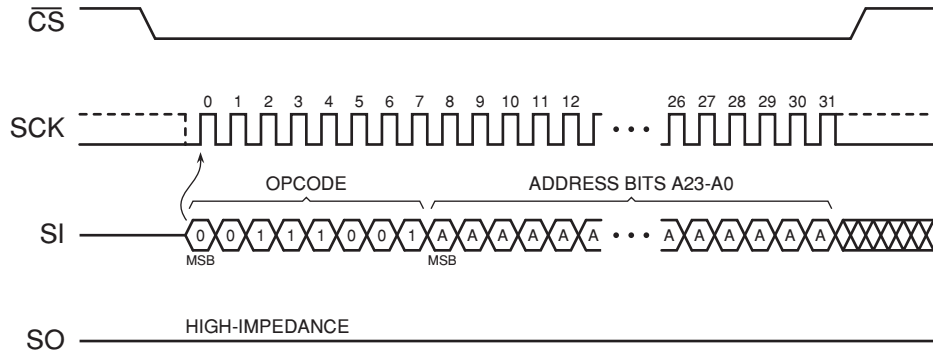 CS
0 1 2 3 4 5 6 7 8 9 10 11 12 26 27 28 29 30 31
SCK
OPCODE ADDRESS BITS A23-A0
SI 0 0 1 1 1 0 0 1 A A A A A A A A A A A A
MSB MSB
HIGH-IMPEDANCE
SO